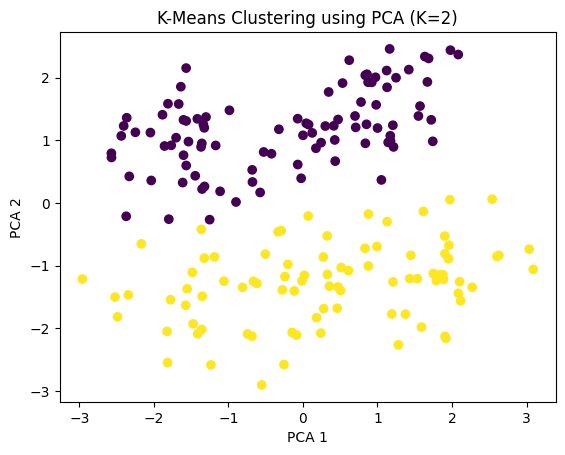 K-Means Clustering using PCA (K=2)
PCA 2
2
1
0
−1
−2
−3
−3 −2 −1 0 1 2 3
PCA 1